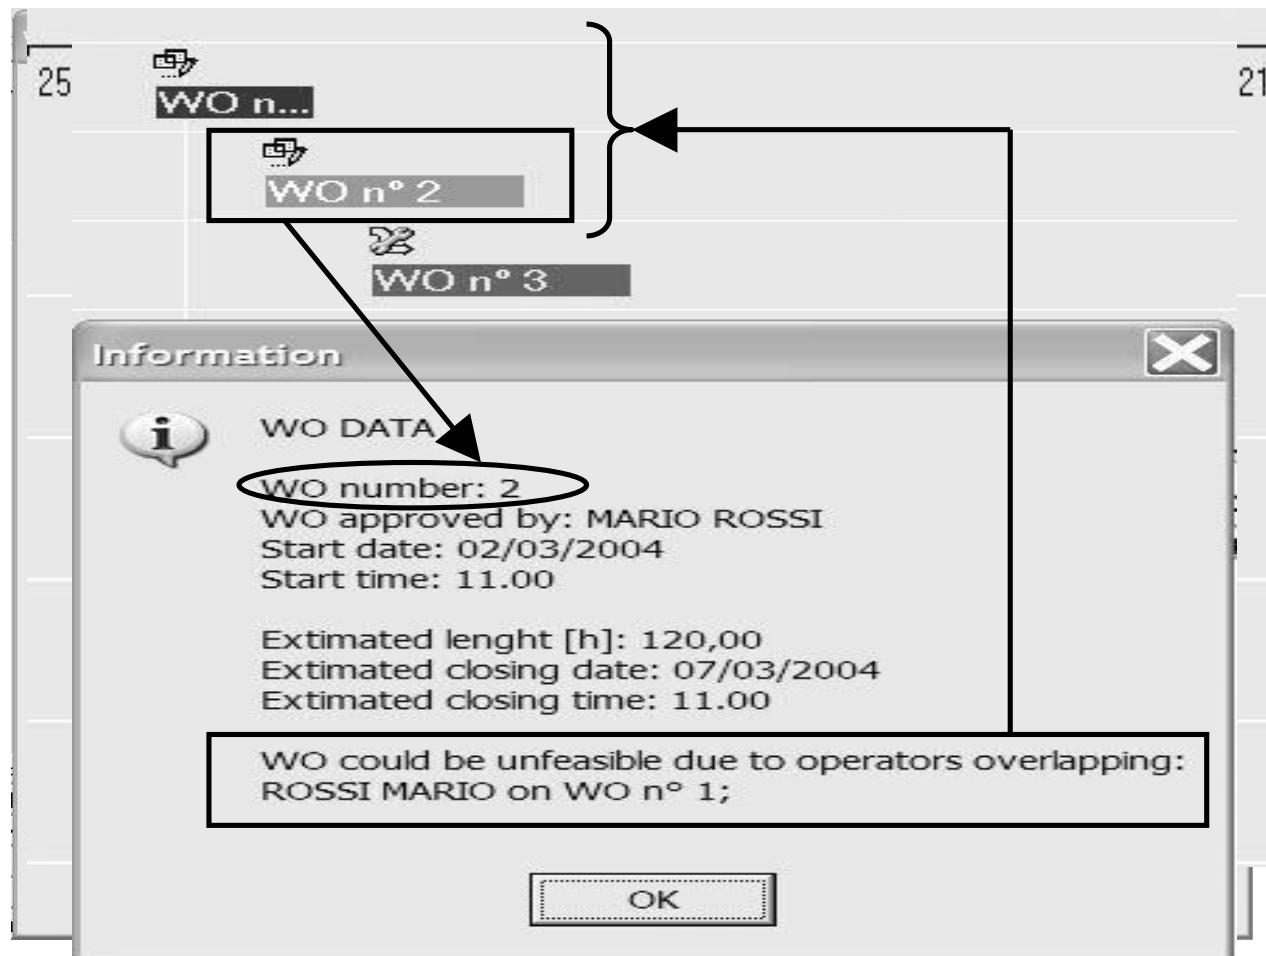 25
21
WO n...
WO n° 2
WO n° 3
Information
WO DATA
WO number: 2
WO approved by: MARIO ROSSI
Start date: 02/03/2004
Start time: 11.00
Extimated lenght [h]: 120,00
Extimated closing date: 07/03/2004
Extimated closing time: 11.00
WO could be unfeasible due to operators overlapping:
ROSSI MARIO on WO n° 1;
OK